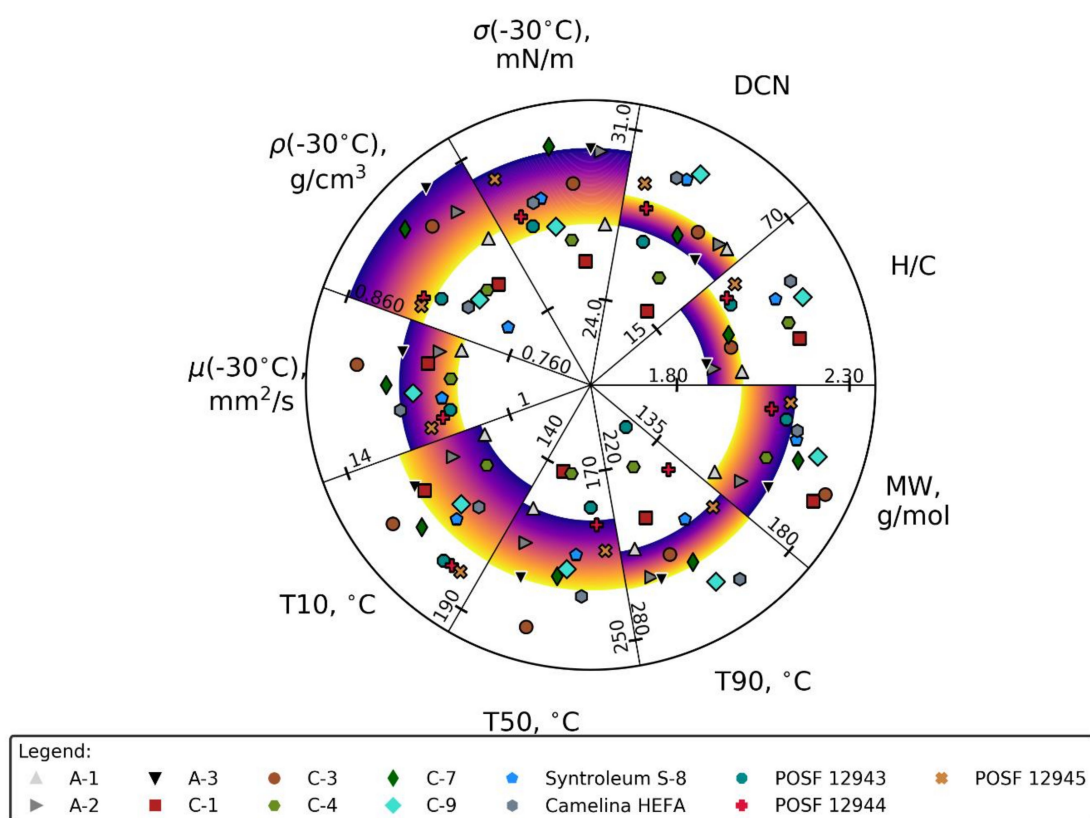 σ(-30°C),
mN/m
DCN
ρ(-30°C),
g/cm³
31.0
70
H/C
0.860
24.0
15
μ(-30°C),
mm²/s
0.760
1.80
2.30
1
14
140
135
220
170
MW,
g/mol
180
T10, °C
190
280
250
T90, °C
T50, °C
Legend:
A-1 A-3 C-3 C-7 Syntroleum S-8 POSF 12943 POSF 12945
A-2 C-1 C-4 C-9 Camelina HEFA POSF 12944